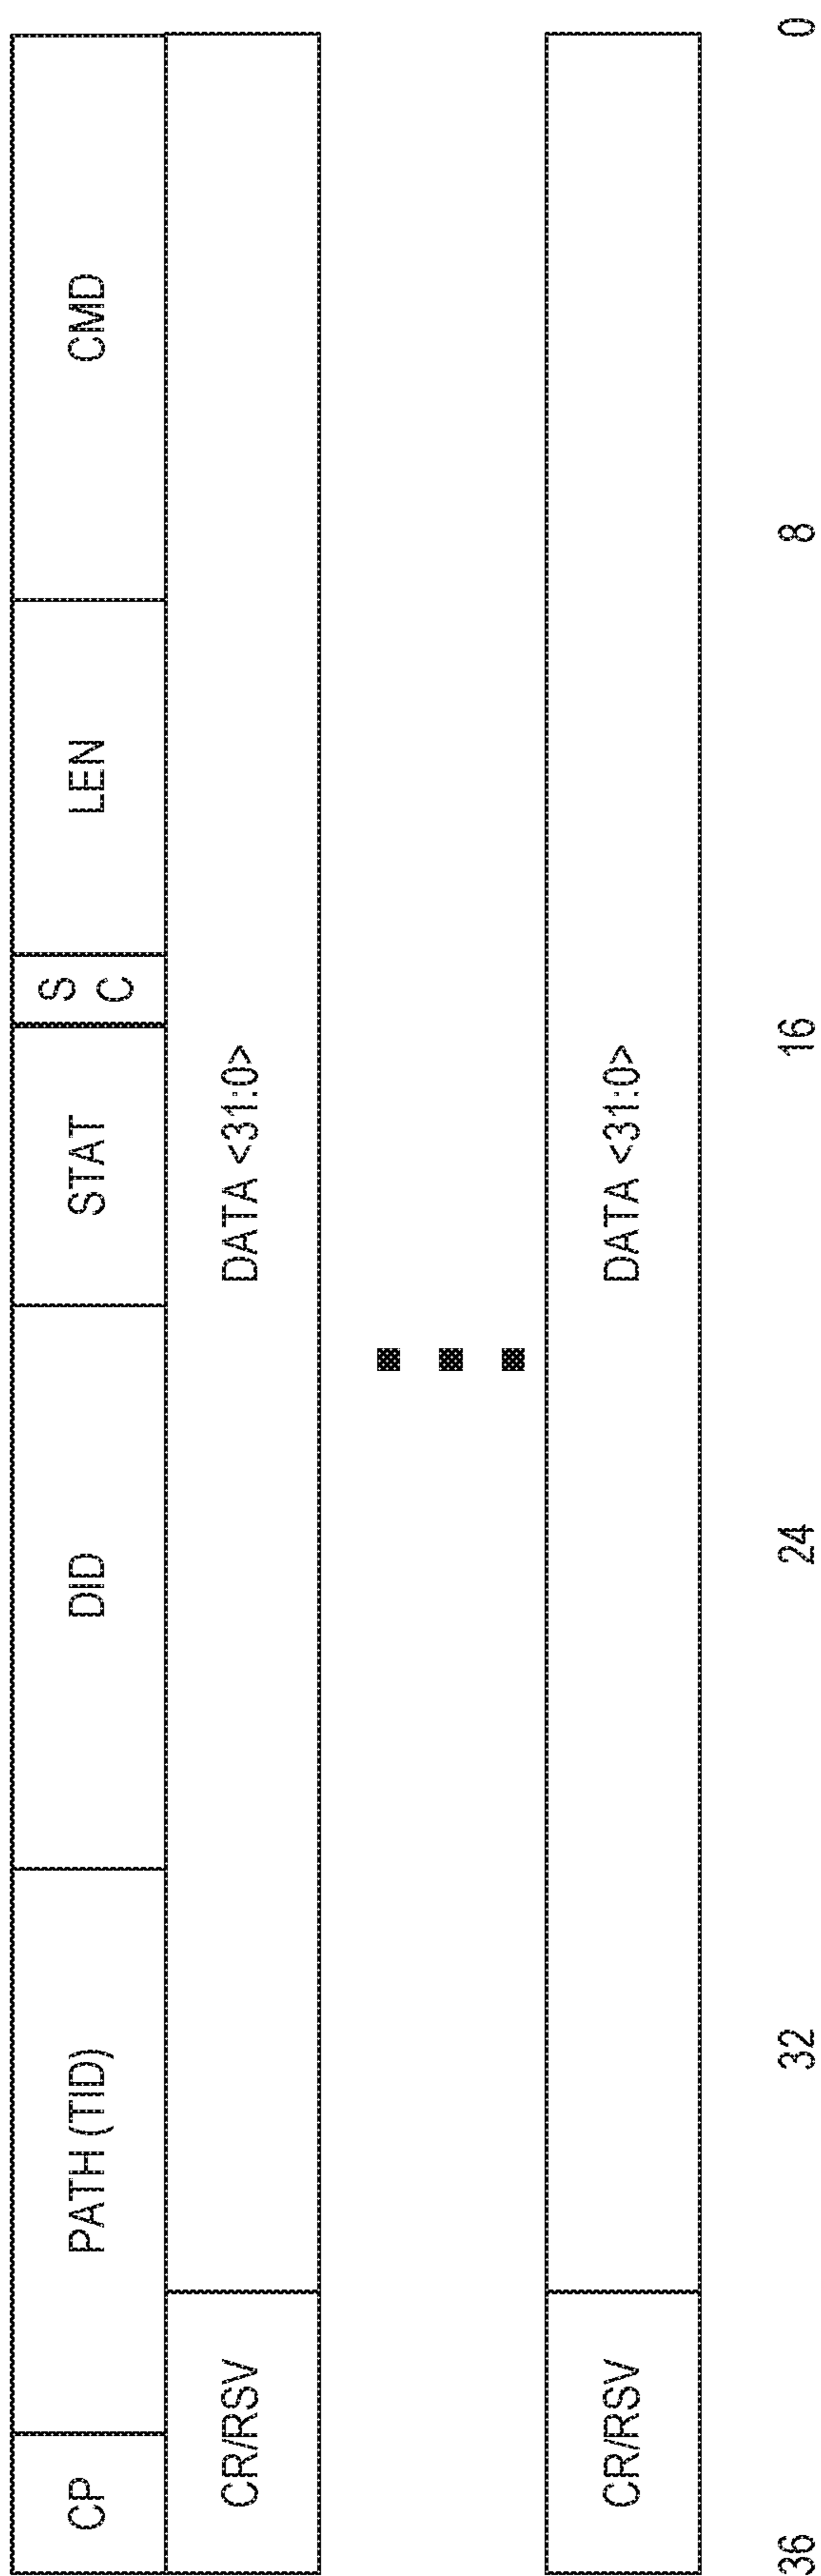 CP PATH (TID) DID STAT SC LEN CMD
CR/RSV DATA <31:0>
CR/RSV DATA <31:0>
36 32 24 16 8 0